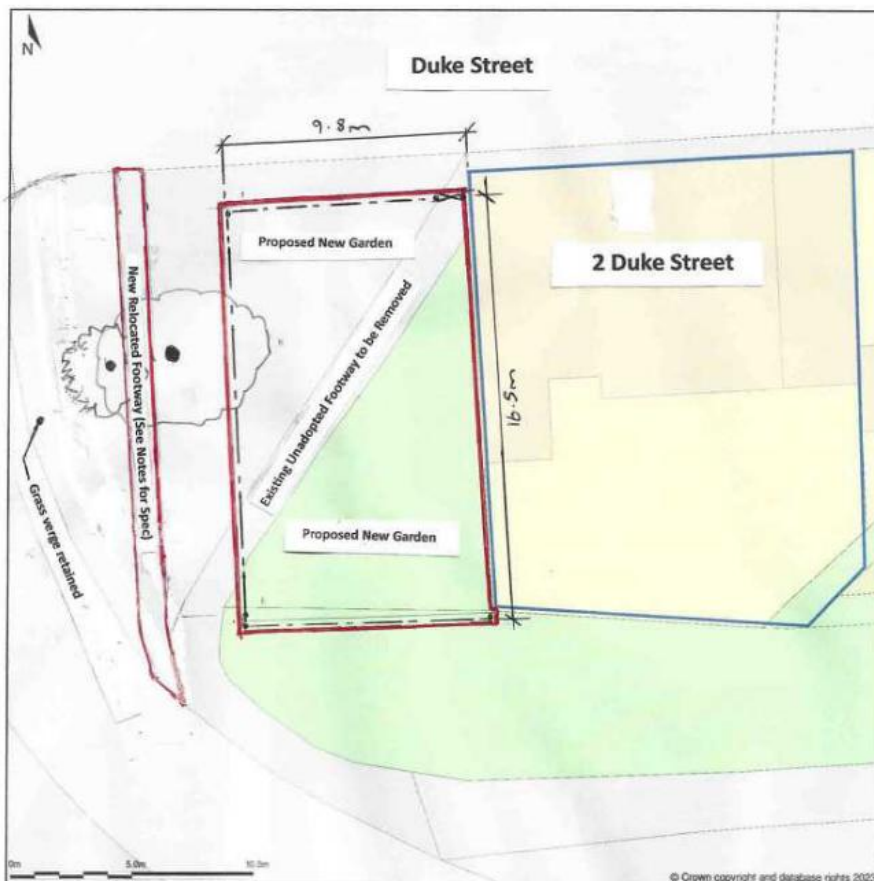 N
Duke Street
9.8m
Proposed New Garden
2 Duke Street
New Relocated Footway (See Notes for Spec)
Existing Unadopted Footway to be Removed
16.5m
Grass verge retained
Proposed New Garden
0m
5.0m
10.0m
© Crown copyright and database rights 2023